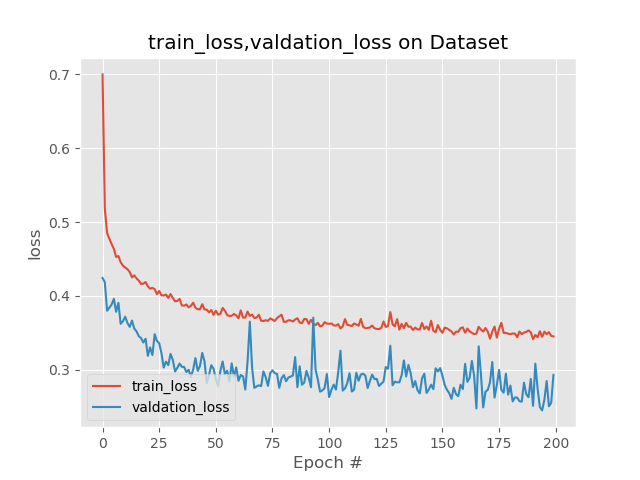 train_loss,valdation_loss on Dataset
0.7
0.6
0.5
0.4
0.3
loss
train_loss
valdation_loss
0 25 50 75 100 125 150 175 200
Epoch #